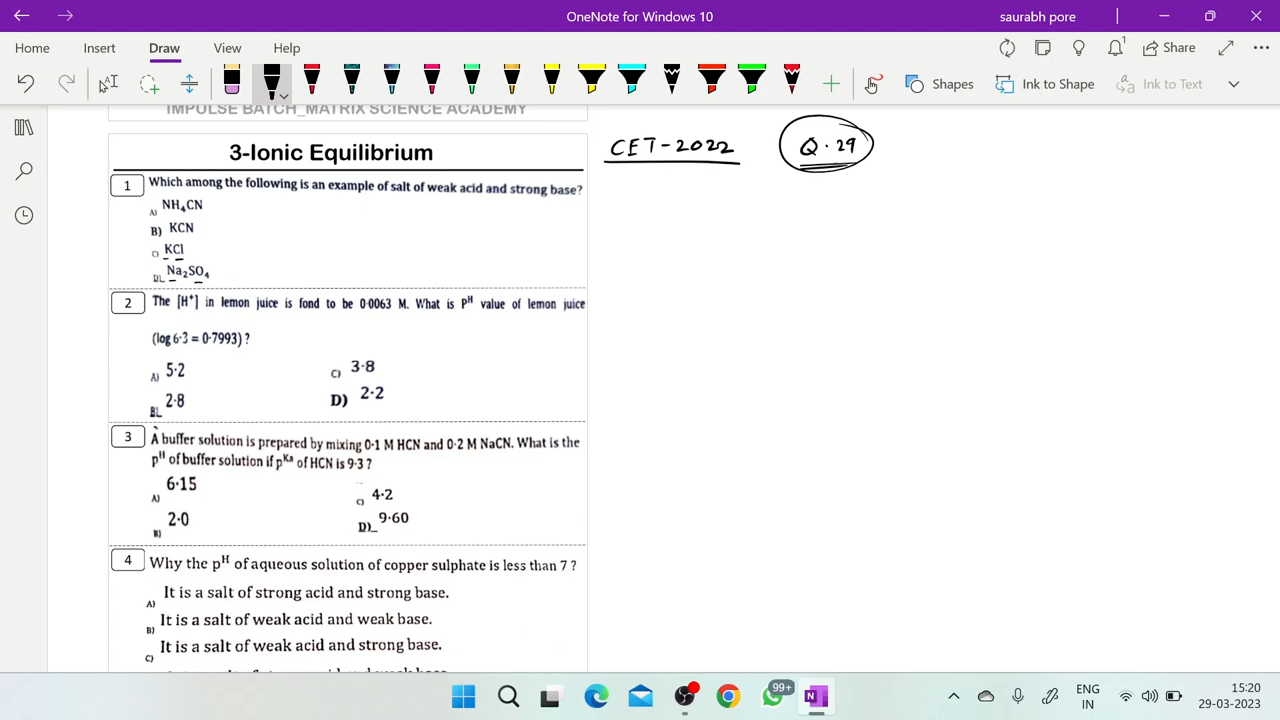 OneNote for Windows 10
saurabh pore
Home Insert Draw View Help
Share
Shapes Ink to Shape Ink to Text
IMPULSE BATCH_MATRIX SCIENCE ACADEMY
CET-2022 Q.29
3-Ionic Equilibrium
1 Which among the following is an example of salt of weak acid and strong base?
A) NH₄CN
B) KCN
C) KCl
D) Na₂SO₄
2 The [H⁺] in lemon juice is fond to be 0·0063 M. What is Pᴴ value of lemon juice
(log 6·3 = 0·7993) ?
A) 5·2 C) 3·8
B) 2·8 D) 2·2
3 A buffer solution is prepared by mixing 0·1 M HCN and 0·2 M NaCN. What is the
pᴴ of buffer solution if pᴷᵃ of HCN is 9·3 ?
A) 6·15 C) 4·2
B) 2·0 D) 9·60
4 Why the pᴴ of aqueous solution of copper sulphate is less than 7 ?
A) It is a salt of strong acid and strong base.
B) It is a salt of weak acid and weak base.
C) It is a salt of weak acid and strong base.
99+
ENG
IN
15:20
29-03-2023